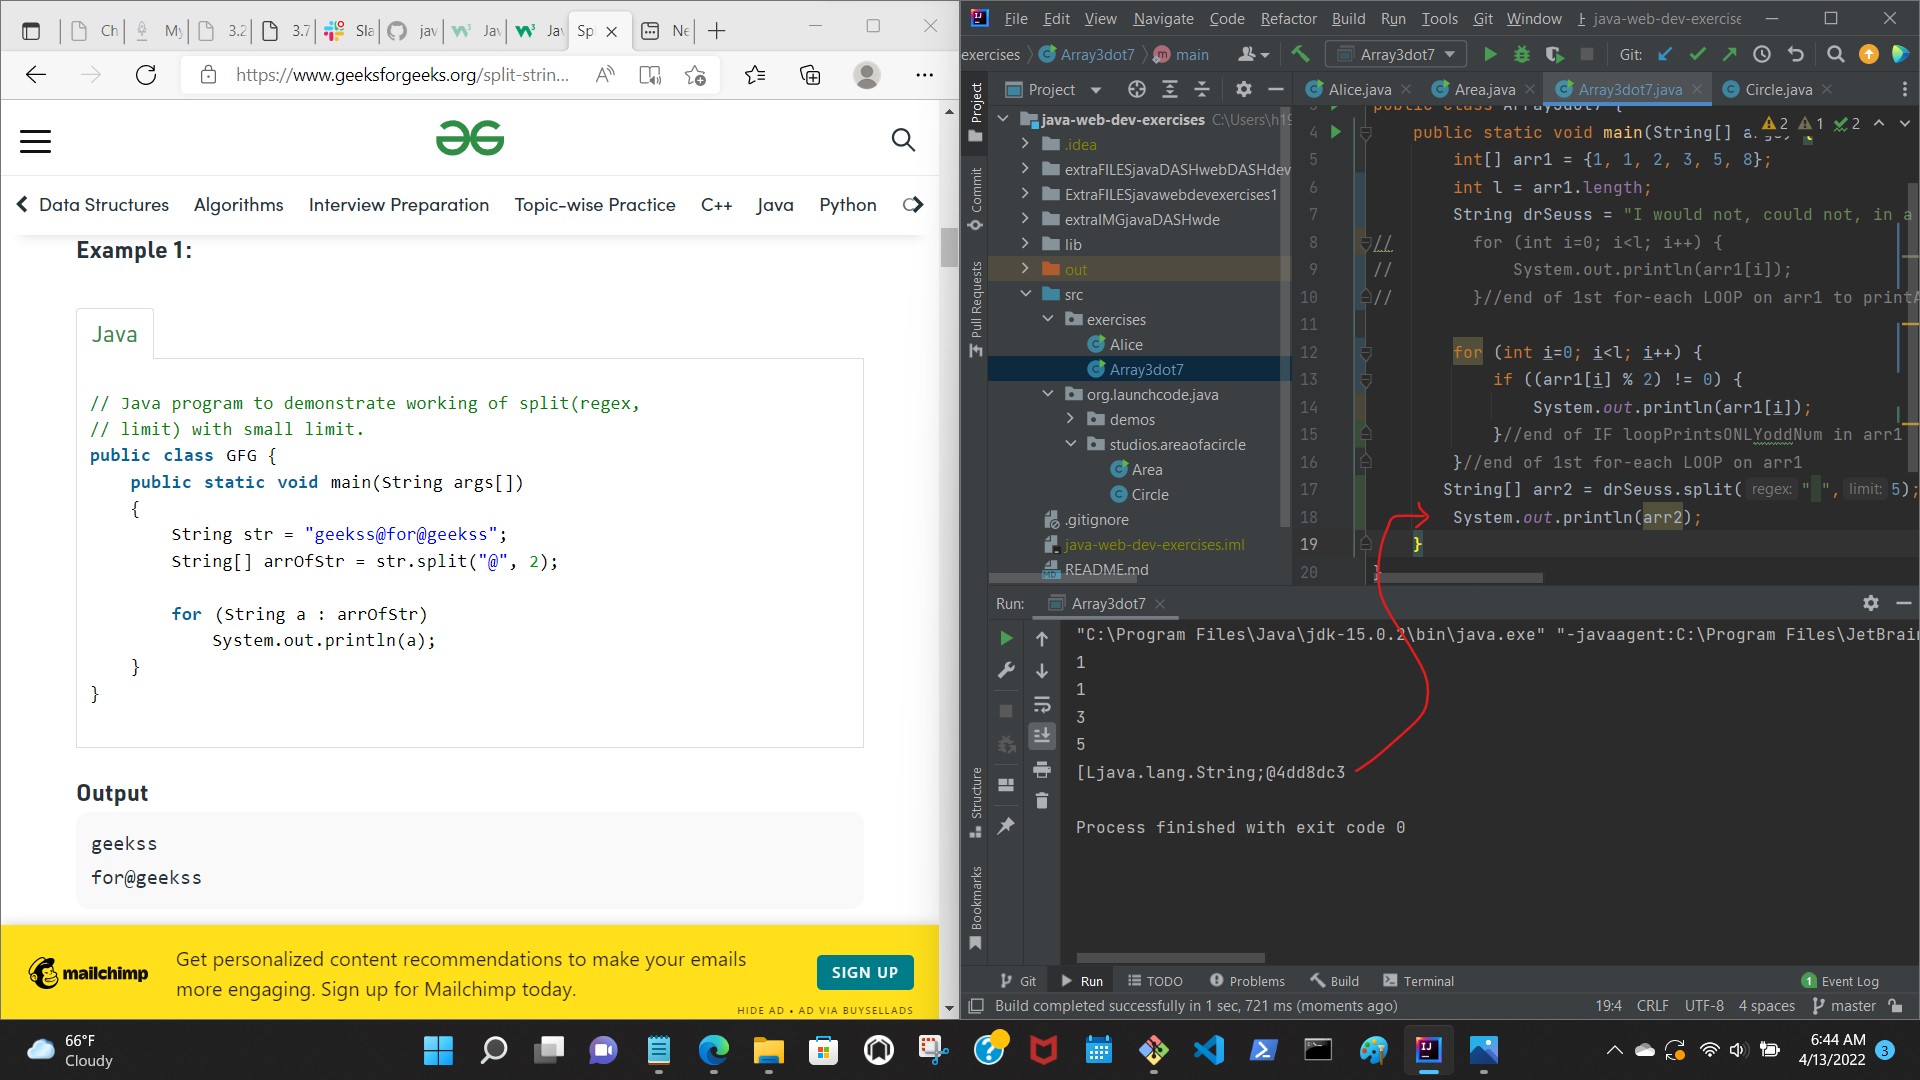 Ch
My
3.2
3.7
Sla
jav
Jav
Ja
Sp
Ne
https://www.geeksforgeeks.org/split-strin...
Data Structures Algorithms Interview Preparation Topic-wise Practice C++ Java Python
Example 1:
Java
// Java program to demonstrate working of split(regex,
// limit) with small limit.
public class GFG {
public static void main(String args[])
{
String str = "geekss@for@geekss";
String[] arrOfStr = str.split("@", 2);
for (String a : arrOfStr)
System.out.println(a);
}
}
Output
geekss
for@geekss
mailchimp
Get personalized content recommendations to make your emails
more engaging. Sign up for Mailchimp today.
SIGN UP
HIDE AD • AD VIA BUYSELLADS
File Edit View Navigate Code Refactor Build Run Tools Git Window java-web-dev-exercise
exercises Array3dot7 main Array3dot7 Git:
Project
Alice.java Area.java Array3dot7.java Circle.java
java-web-dev-exercises C:\Users\h19
.idea
extraFILESjavaDASHwebDASHdev
ExtraFILESjavawebdevexercises1
extraIMGjavaDASHwde
lib
out
src
exercises
Alice
Array3dot7
org.launchcode.java
demos
studios.areaofacircle
Area
Circle
.gitignore
java-web-dev-exercises.iml
README.md
Project
Commit
Pull Requests
Structure
Bookmarks
2 1 2
4 public static void main(String[] args) {
5 int[] arr1 = {1, 1, 2, 3, 5, 8};
6 int l = arr1.length;
7 String drSeuss = "I would not, could not, in a
8 // for (int i=0; i<l; i++) {
9 // System.out.println(arr1[i]);
10 // }//end of 1st for-each LOOP on arr1 to printA
11
12 for (int i=0; i<l; i++) {
13 if ((arr1[i] % 2) != 0) {
14 System.out.println(arr1[i]);
15 }//end of IF loopPrintsONLYoddNum in arr1
16 }//end of 1st for-each LOOP on arr1
17 String[] arr2 = drSeuss.split( regex: " ", limit: 5);
18 System.out.println(arr2);
19 }
20 }
Run: Array3dot7
"C:\Program Files\Java\jdk-15.0.2\bin\java.exe" "-javaagent:C:\Program Files\JetBrai
1
1
3
5
[Ljava.lang.String;@4dd8dc3
Process finished with exit code 0
Git Run TODO Problems Build Terminal 1 Event Log
Build completed successfully in 1 sec, 721 ms (moments ago) 19:4 CRLF UTF-8 4 spaces master
66°F
Cloudy
6:44 AM
4/13/2022
3